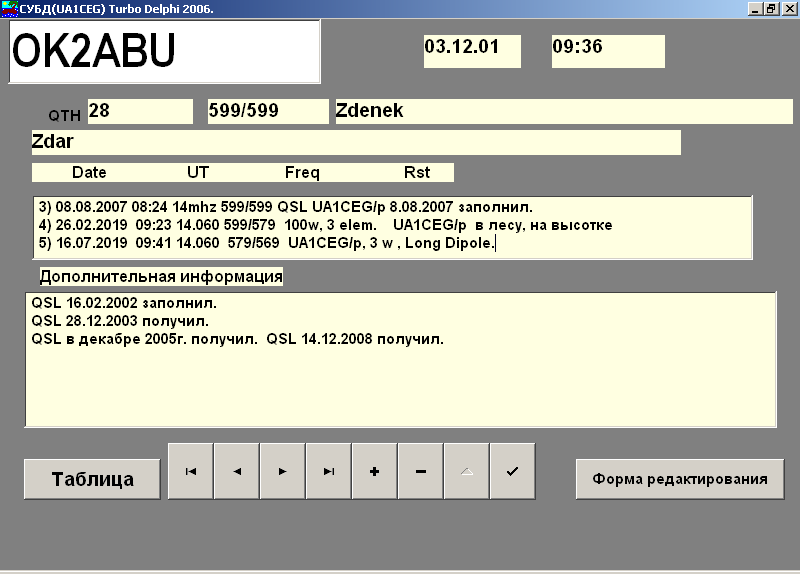 СУБД(UA1CEG) Turbo Delphi 2006.
OK2ABU
03.12.01 09:36
QTH 28 599/599 Zdenek
Zdar
Date UT Freq Rst
3) 08.08.2007 08:24 14mhz 599/599 QSL UA1CEG/p 8.08.2007 заполнил.
4) 26.02.2019 09:23 14.060 599/579 100w, 3 elem. UA1CEG/p в лесу, на высотке
5) 16.07.2019 09:41 14.060 579/569 UA1CEG/p, 3 w , Long Dipole.
Дополнительная информация
QSL 16.02.2002 заполнил.
QSL 28.12.2003 получил.
QSL в декабре 2005г. получил. QSL 14.12.2008 получил.
Таблица
Форма редактирования